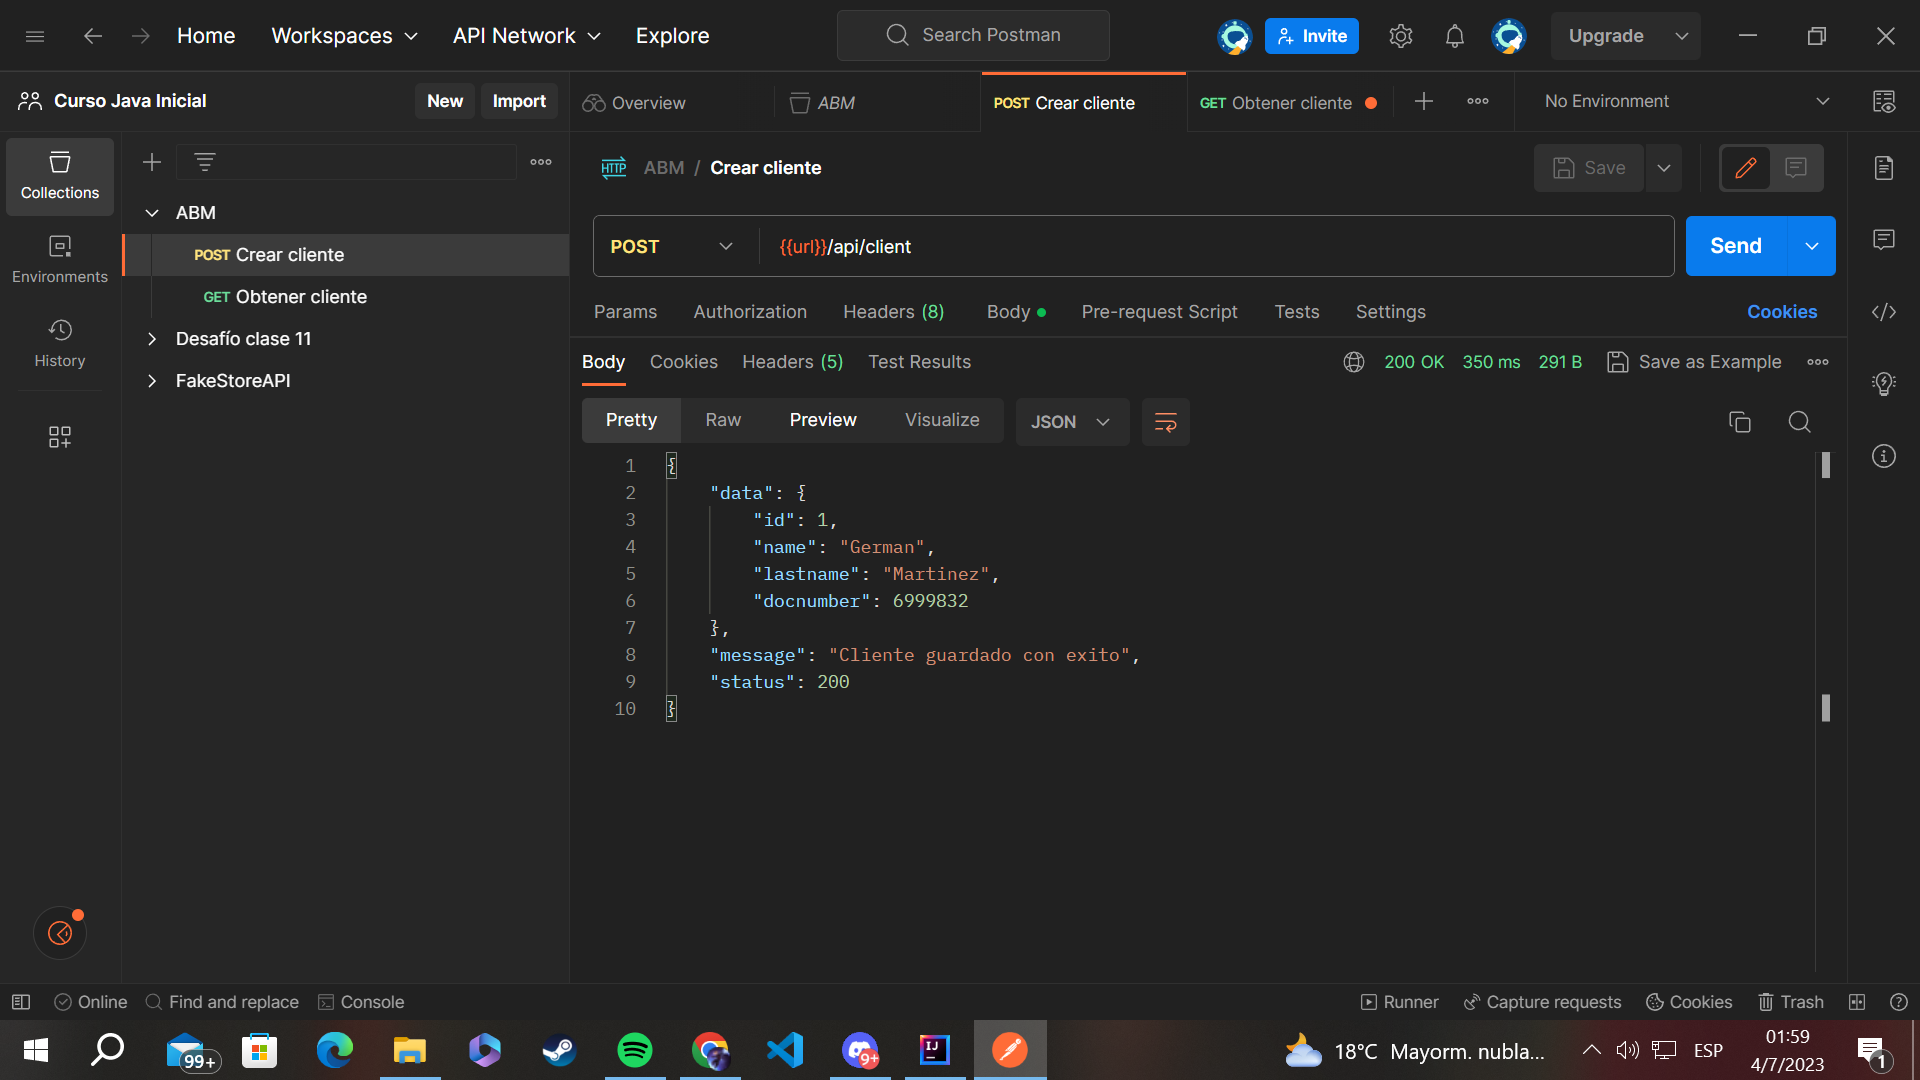 Home Workspaces API Network Explore Search Postman Invite Upgrade
Curso Java Inicial New Import Overview ABM POST Crear cliente GET Obtener cliente No Environment
HTTP ABM / Crear cliente Save
Collections
Environments
History
ABM
POST Crear cliente
GET Obtener cliente
Desafío clase 11
FakeStoreAPI
POST {{url}}/api/client Send
Params Authorization Headers (8) Body Pre-request Script Tests Settings Cookies
Body Cookies Headers (5) Test Results 200 OK 350 ms 291 B Save as Example
Pretty Raw Preview Visualize JSON
1 {
2 "data": {
3 "id": 1,
4 "name": "German",
5 "lastname": "Martinez",
6 "docnumber": 6999832
7 },
8 "message": "Cliente guardado con exito",
9 "status": 200
10 }
Online Find and replace Console Runner Capture requests Cookies Trash
99+ 9+ IJ 18°C Mayorm. nubla... ESP 01:59
4/7/2023 1